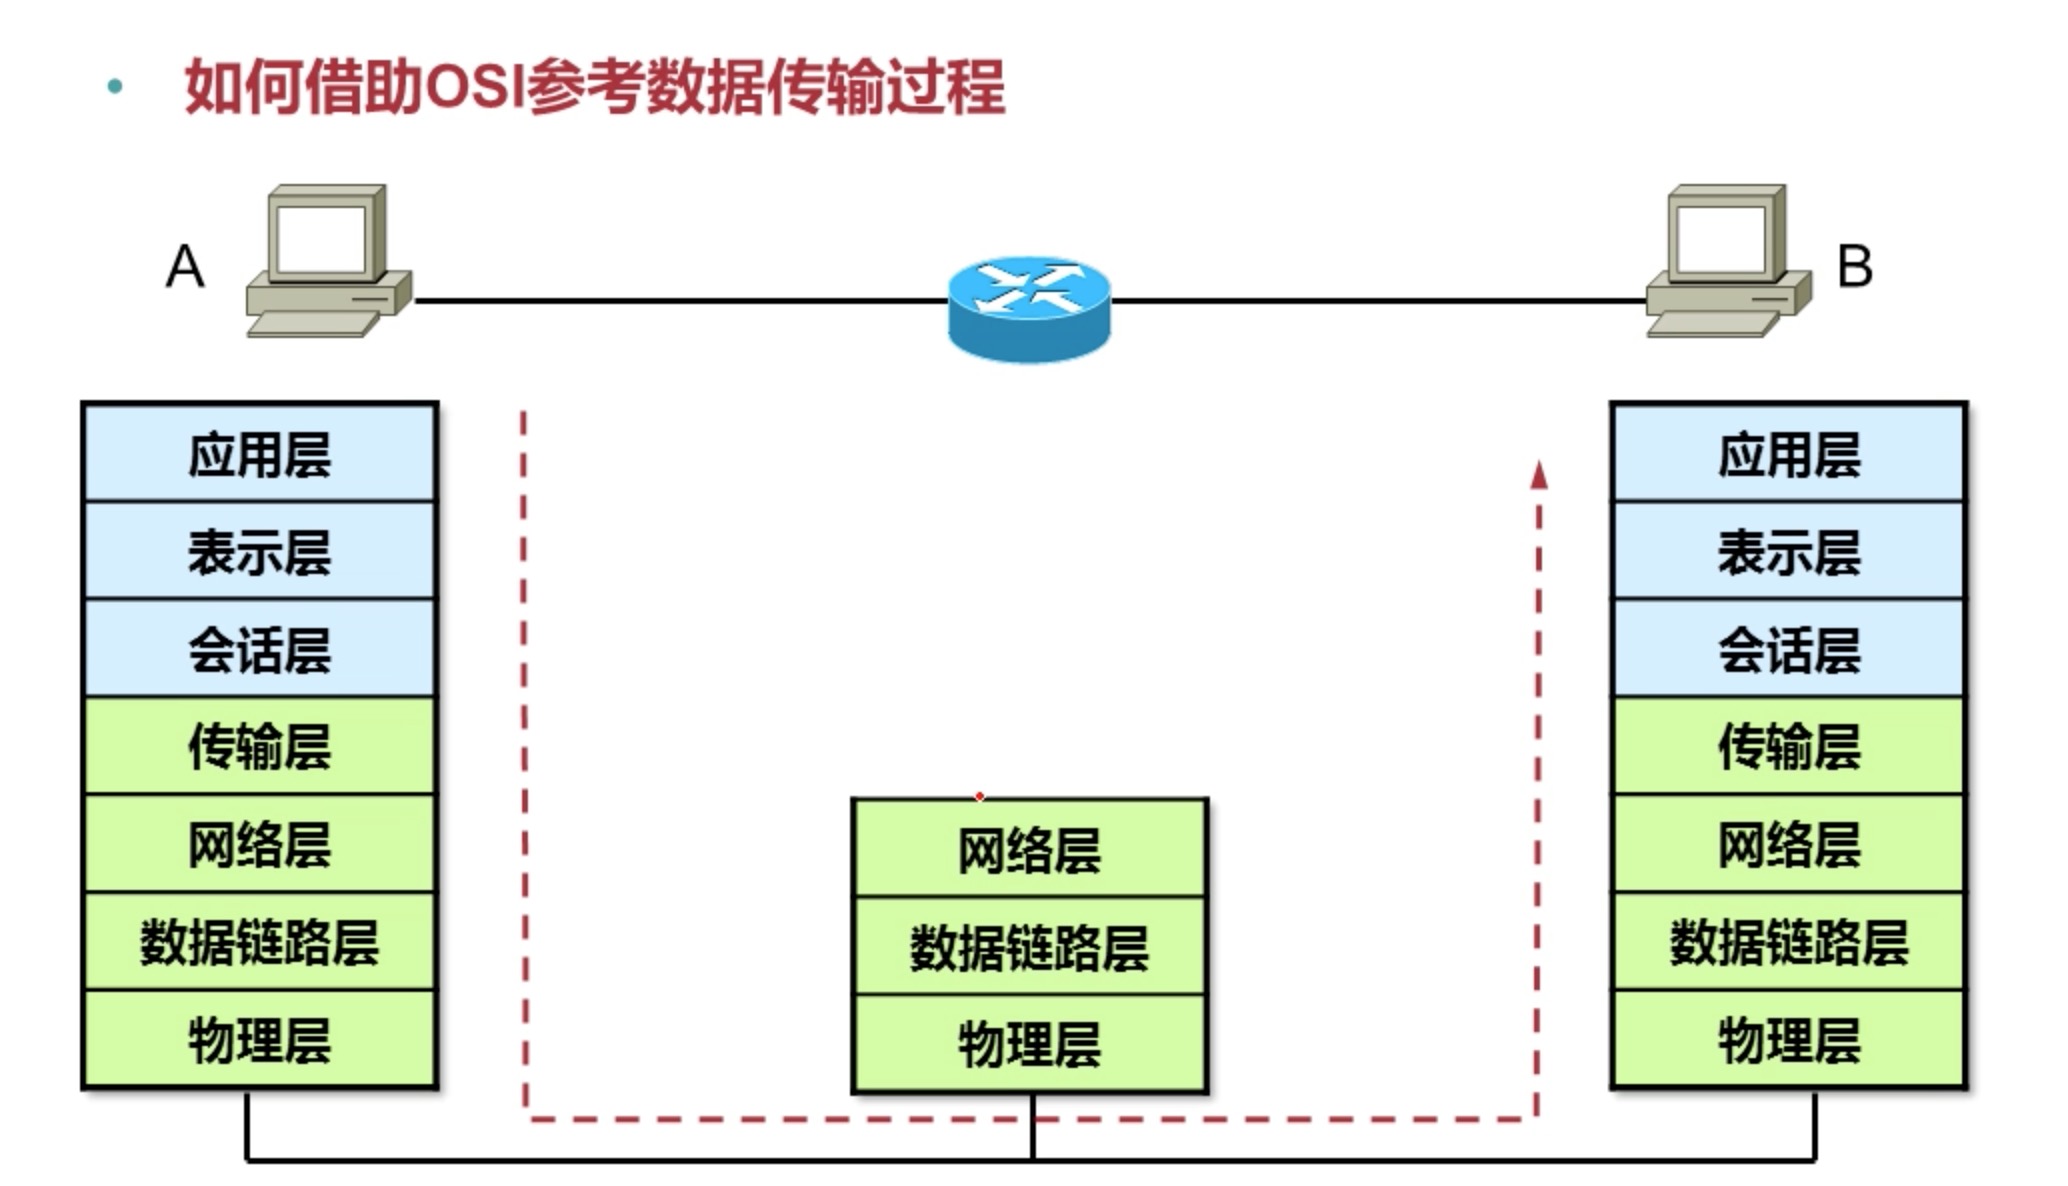 • 如何借助OSI参考数据传输过程
A
B
应用层
表示层
会话层
传输层
网络层
数据链路层
物理层
网络层
数据链路层
物理层
应用层
表示层
会话层
传输层
网络层
数据链路层
物理层